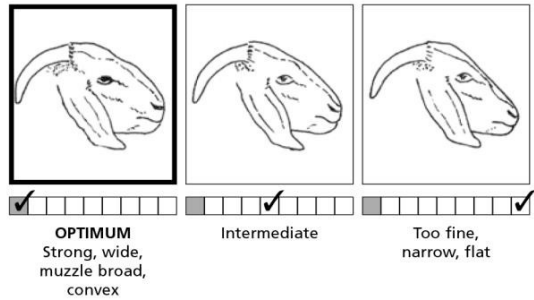 OPTIMUM
Strong, wide,
muzzle broad,
convex
Intermediate
Too fine,
narrow, flat